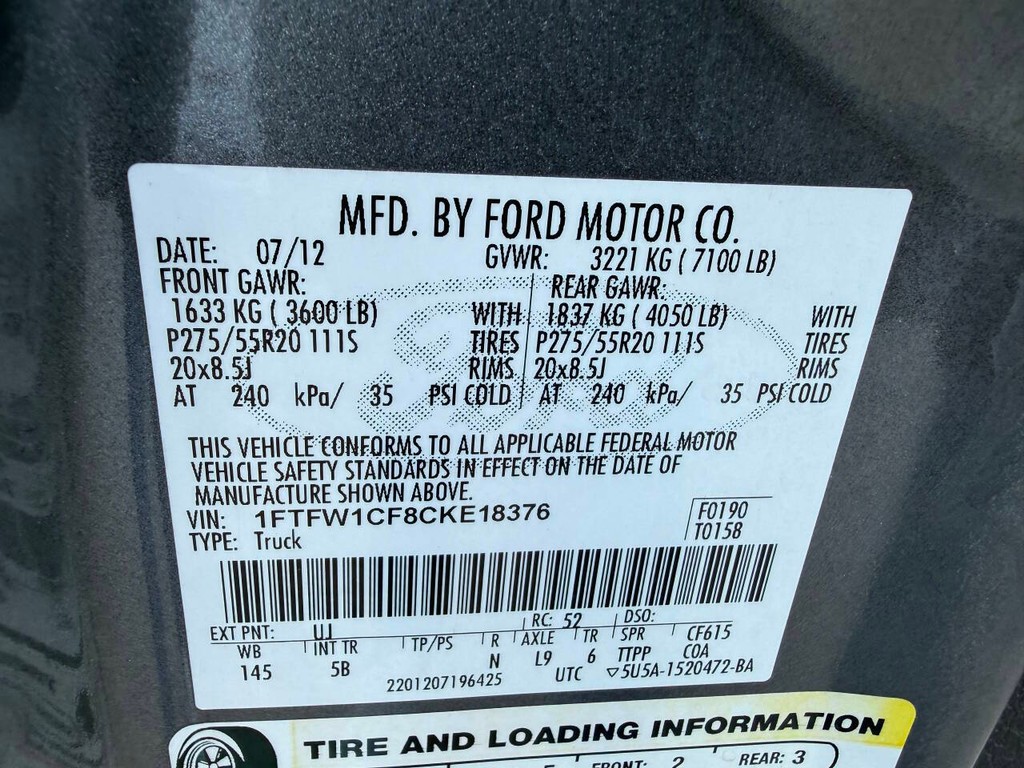 MFD. BY FORD MOTOR CO.
DATE: 07/12 GVWR: 3221 KG ( 7100 LB)
FRONT GAWR: REAR GAWR:
1633 KG ( 3600 LB) WITH 1837 KG ( 4050 LB) WITH
P275/55R20 111S TIRES P275/55R20 111S TIRES
20x8.5J RIMS 20x8.5J RIMS
AT 240 kPa/ 35 PSI COLD AT 240 kPa/ 35 PSI COLD
THIS VEHICLE CONFORMS TO ALL APPLICABLE FEDERAL MOTOR
VEHICLE SAFETY STANDARDS IN EFFECT ON THE DATE OF
MANUFACTURE SHOWN ABOVE.
VIN: 1FTFW1CF8CKE18376 F0190
TYPE: Truck T0158
EXT PNT: UJ RC: 52 DSO:
WB INT TR TP/PS R AXLE TR SPR CF615
145 5B N L9 6 TTPP COA
2201207196425 UTC ▽5U5A-1520472-BA
TIRE AND LOADING INFORMATION
FRONT: 2 REAR: 3